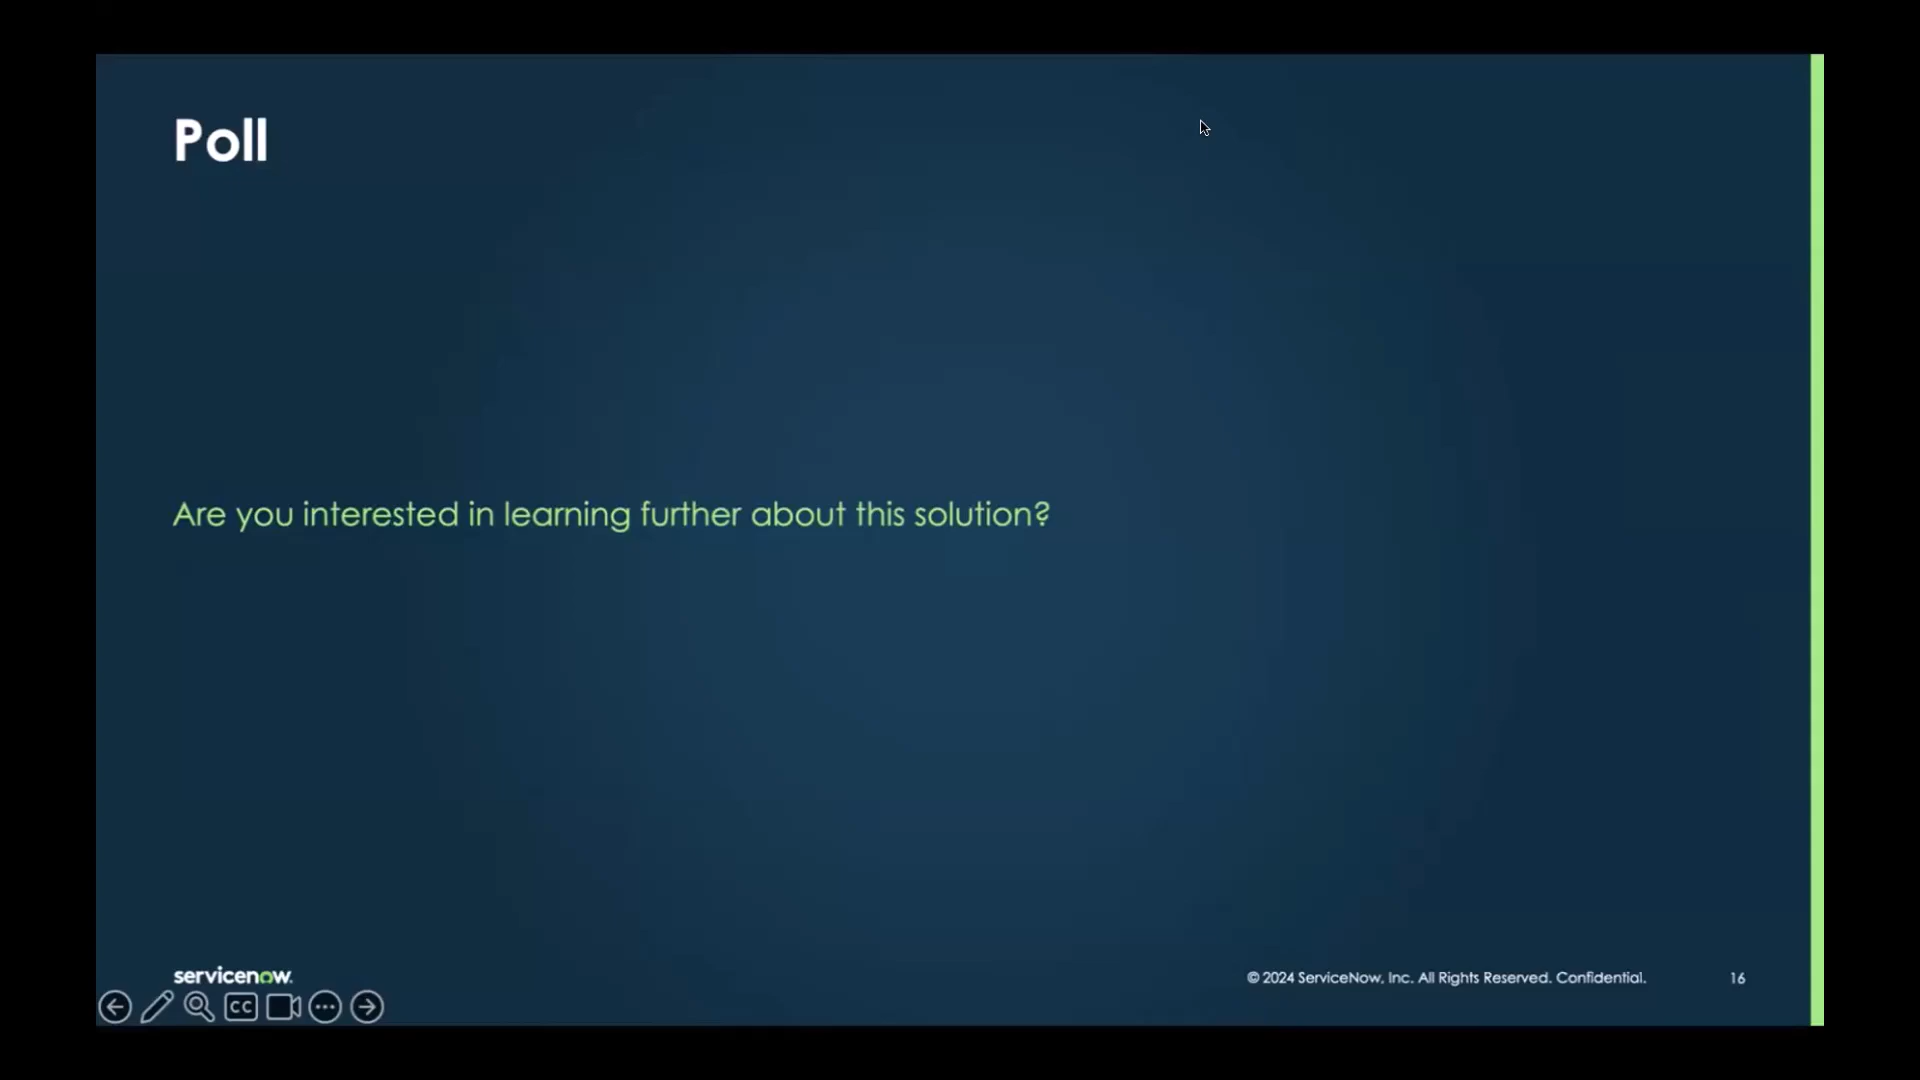 Poll
Are you interested in learning further about this solution?
servicenow.
© 2024 ServiceNow, Inc. All Rights Reserved. Confidential.
16
CC